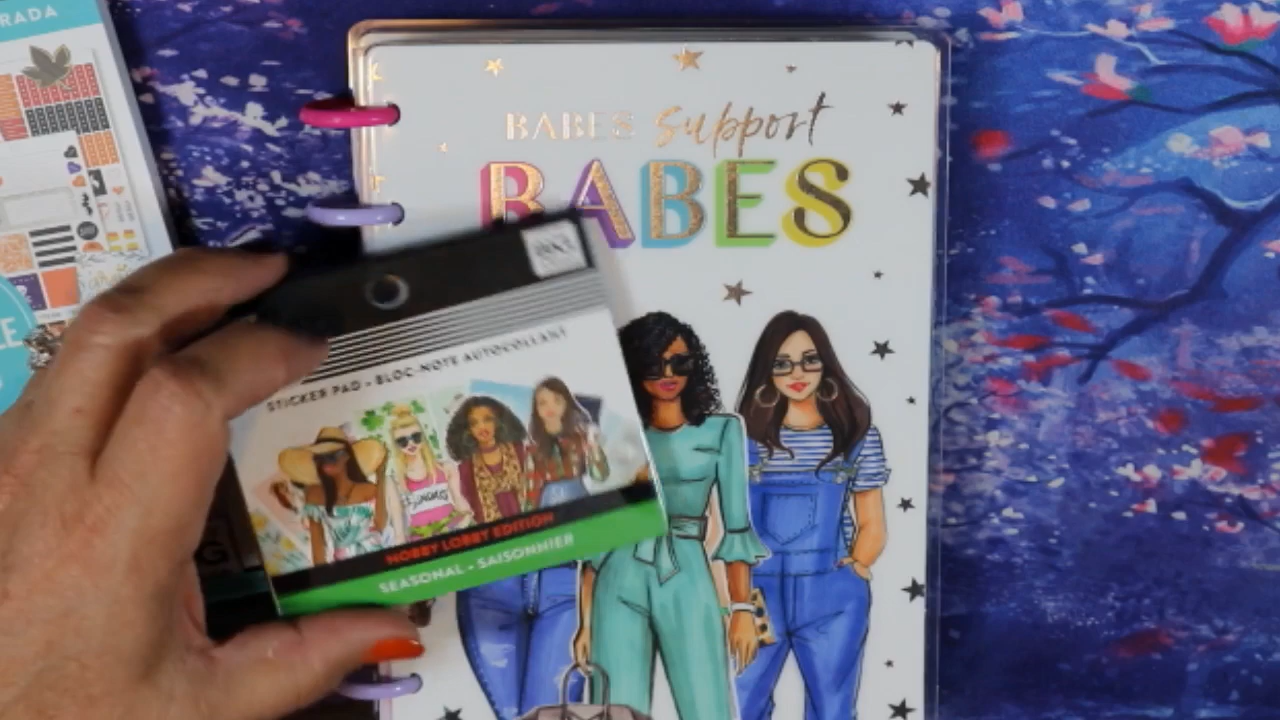 RADA
BABES Support
BABES
STICKER PAD - BLOC-NOTE AUTOCOLLANT
HOBBY LOBBY EDITION
SEASONAL - SAISONNIER